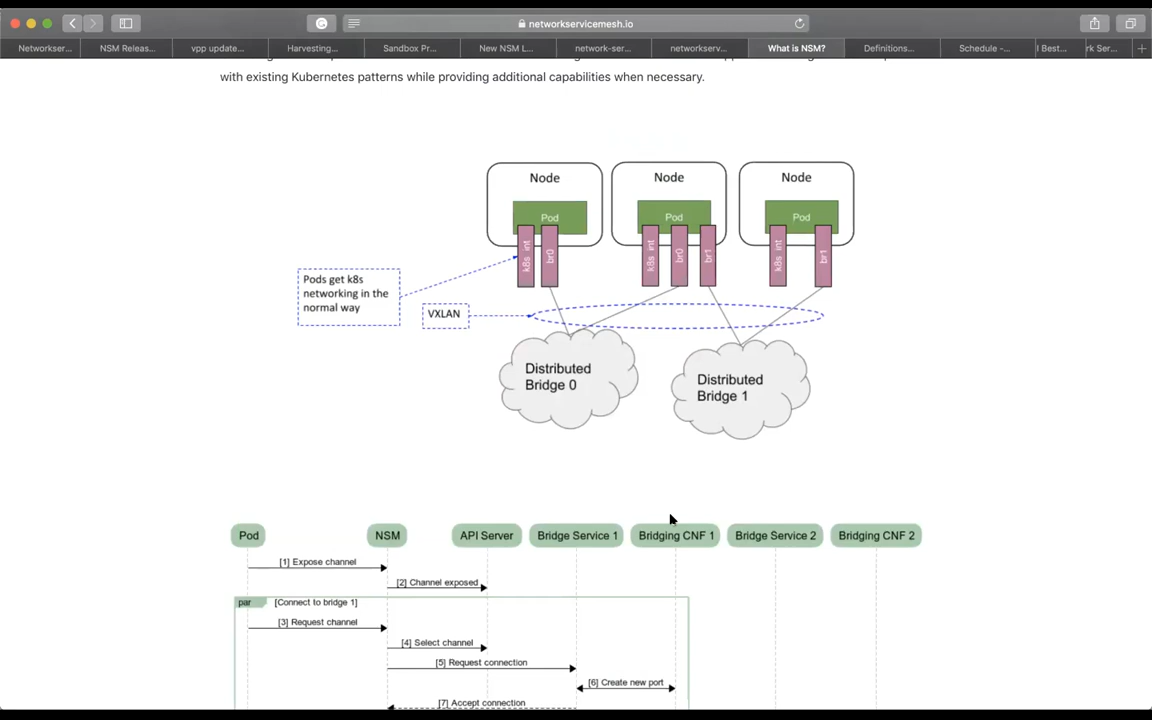 networkservicemesh.io
Networkser...
NSM Releas...
vpp update...
Harvesting...
Sandbox Pr...
New NSM L...
network-ser...
networkserv...
What is NSM?
Definitions...
Schedule -...
l Best...
rk Ser...
with existing Kubernetes patterns while providing additional capabilities when necessary.
Node
Node
Node
Pod
Pod
Pod
k8s int
br0
k8s int
br0
br1
k8s int
br1
Pods get k8s
networking in the
normal way
VXLAN
Distributed
Bridge 0
Distributed
Bridge 1
Pod
NSM
API Server
Bridge Service 1
Bridging CNF 1
Bridge Service 2
Bridging CNF 2
[1] Expose channel
[2] Channel exposed
par
[Connect to bridge 1]
[3] Request channel
[4] Select channel
[5] Request connection
[6] Create new port
[7] Accept connection